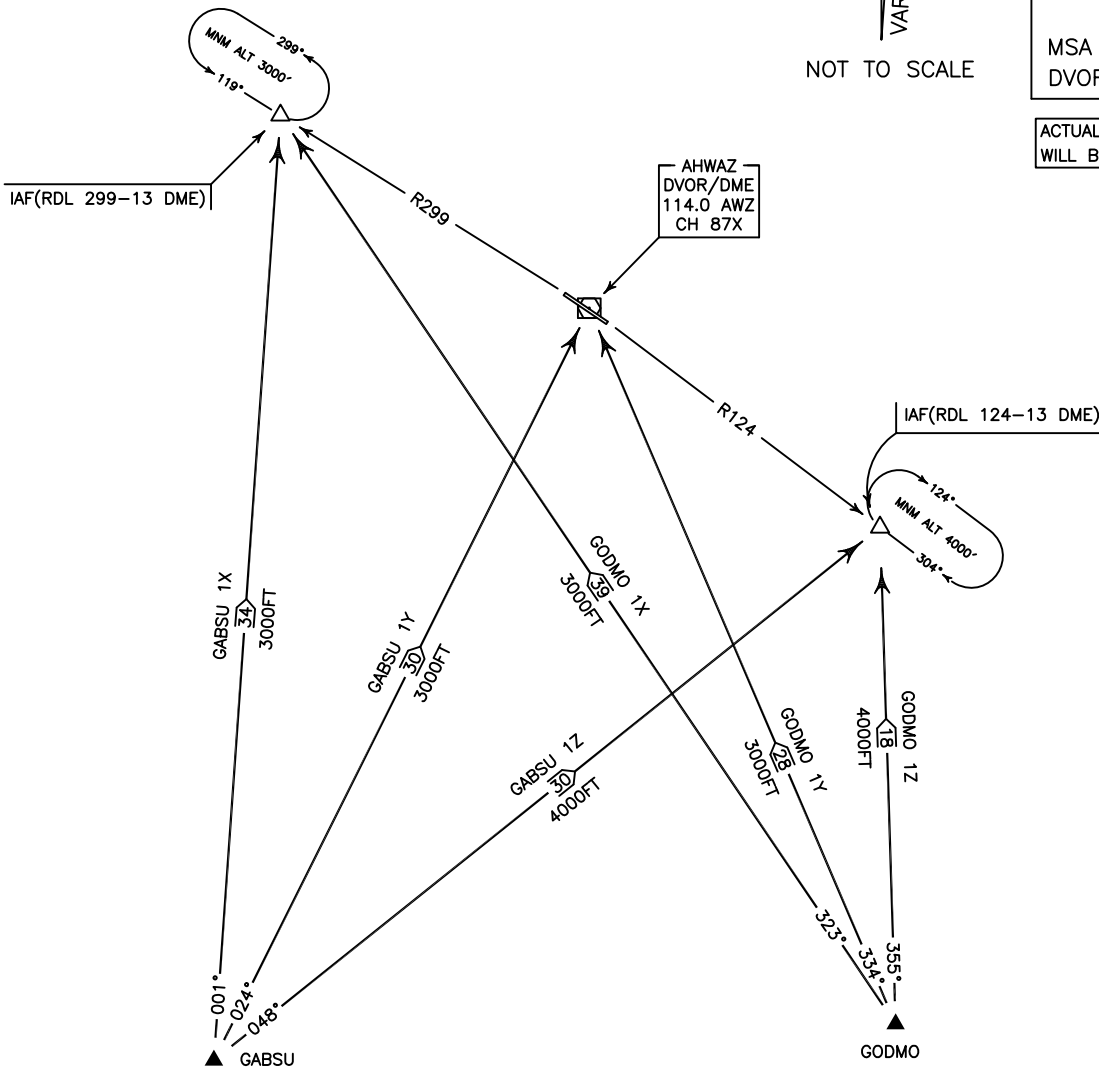 VAR
NOT TO SCALE
MSA
DVOR
ACTUAL
WILL B
299°
MNM ALT 3000´
119°
IAF(RDL 299-13 DME)
R299
AHWAZ
DVOR/DME
114.0 AWZ
CH 87X
R124
IAF(RDL 124-13 DME)
124°
MNM ALT 4000´
304°
GABSU 1X
34
3000FT
GABSU 1Y
30
3000FT
GABSU 1Z
30
4000FT
GODMO 1X
39
3000FT
GODMO 1Y
28
3000FT
GODMO 1Z
18
4000FT
001°
024°
048°
323°
334°
355°
GABSU
GODMO